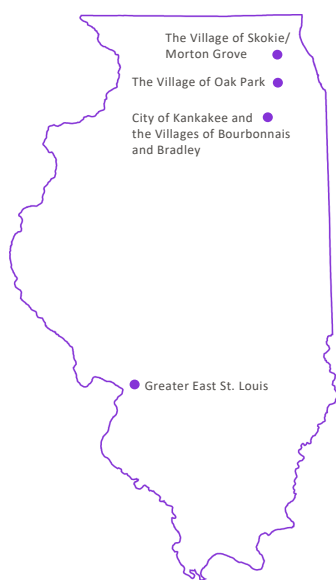 The Village of Skokie/
Morton Grove
The Village of Oak Park
City of Kankakee and
the Villages of Bourbonnais
and Bradley
Greater East St. Louis